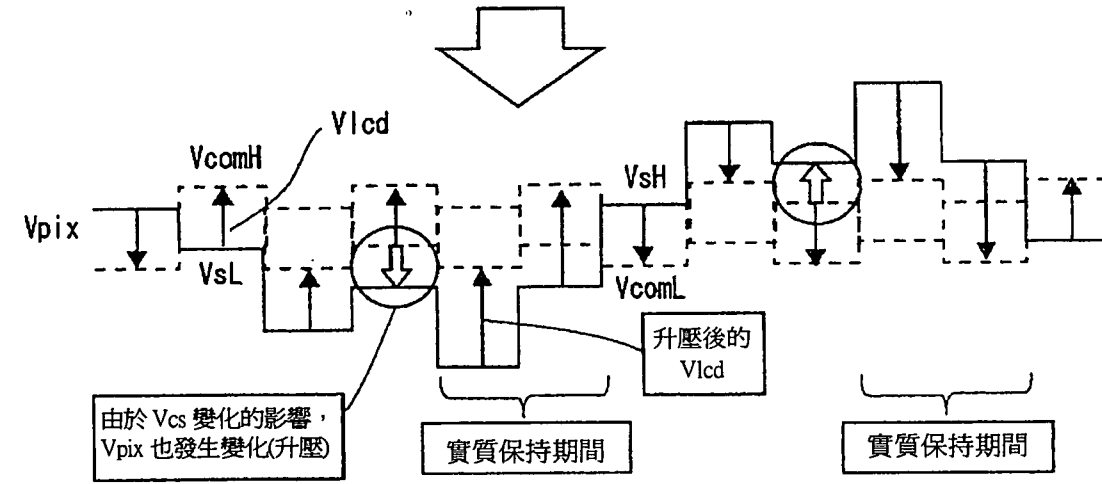 Vlcd
VcomH
VsH
Vpix
VsL
VcomL
升壓後的
Vlcd
由於 Vcs 變化的影響，
Vpix 也發生變化(升壓)
實質保持期間
實質保持期間